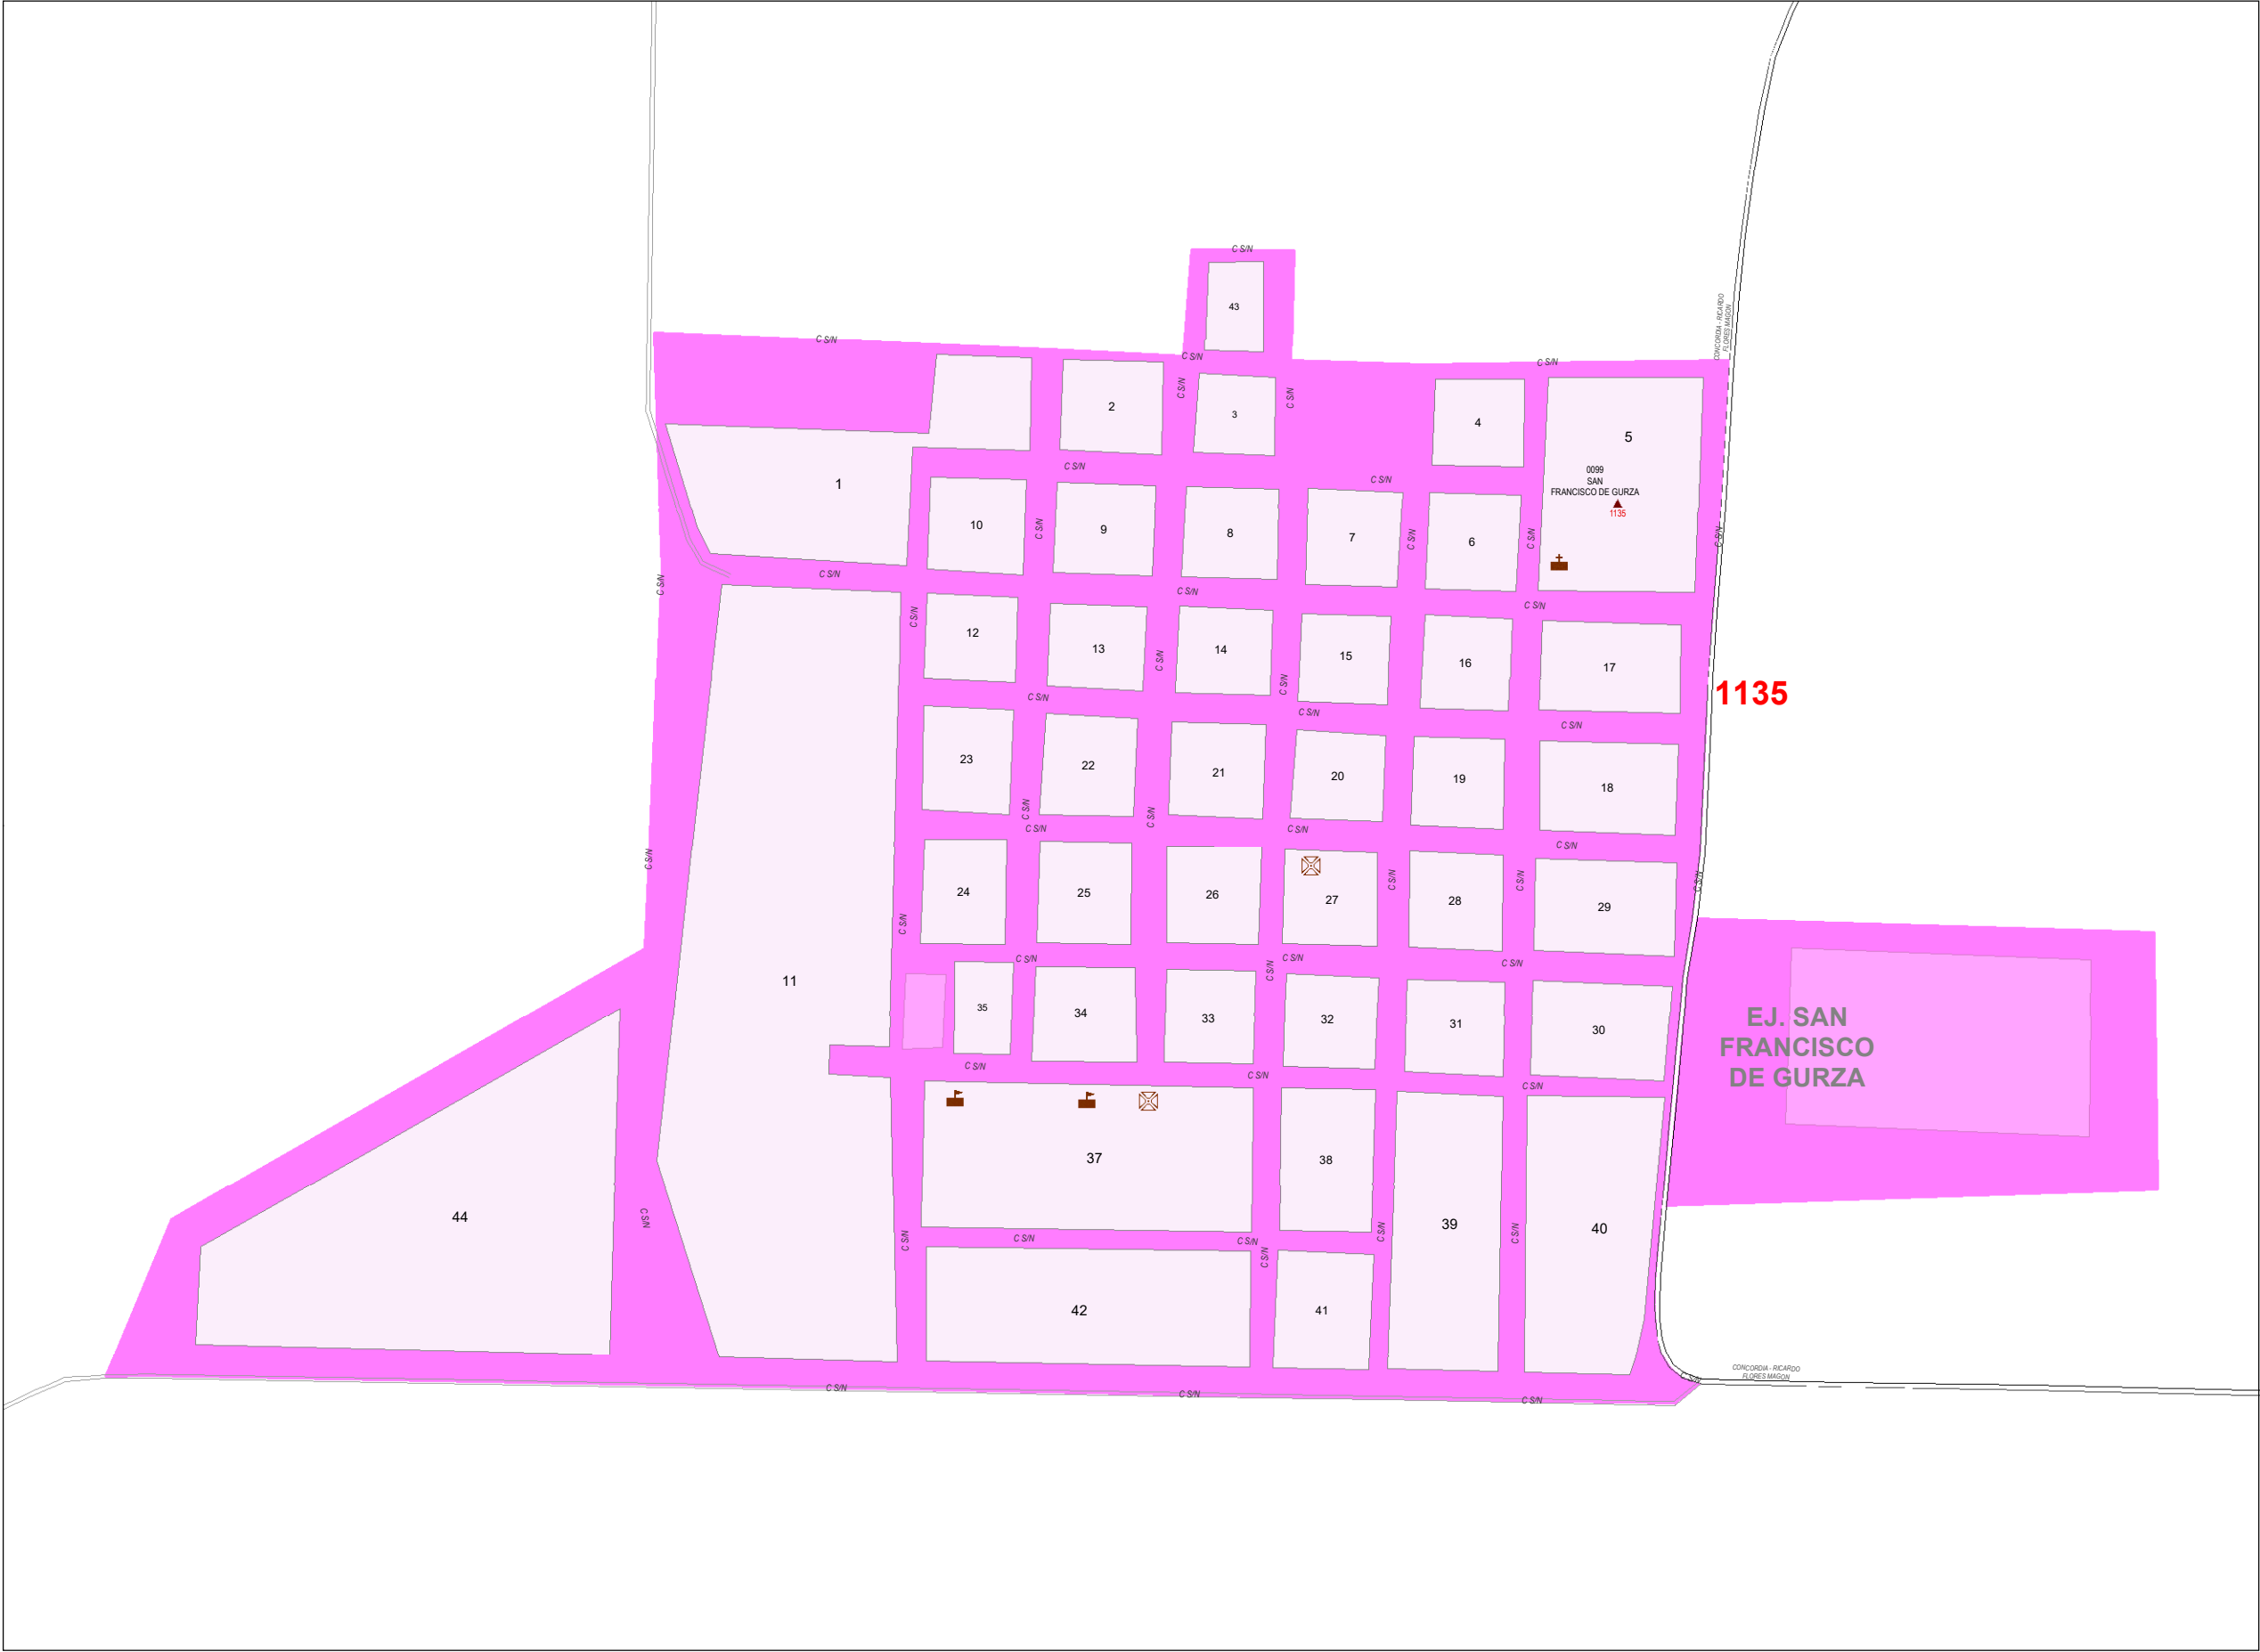 C S/N
43
CONCORDIA - RICARDO
FLORES MAGON
C S/N
C S/N
C S/N
C S/N
C S/N
2
3
4
5
1
C S/N
C S/N
0099
SAN
FRANCISCO DE GURZA
1135
10
9
8
7
6
C S/N
C S/N
C S/N
C S/N
C S/N
C S/N
C S/N
C S/N
C S/N
12
13
14
15
16
17
C S/N
C S/N
C S/N
1135
C S/N
C S/N
C S/N
23
22
21
20
19
18
C S/N
C S/N
C S/N
C S/N
C S/N
C S/N
24
25
26
27
28
29
C S/N
C S/N
C S/N
C S/N
C S/N
C S/N
C S/N
C S/N
11
35
34
33
32
31
30
EJ. SAN
FRANCISCO
DE GURZA
C S/N
C S/N
C S/N
37
38
39
40
44
C S/N
C S/N
C S/N
C S/N
C S/N
C S/N
C S/N
42
41
CONCORDIA - RICARDO
FLORES MAGON
C S/N
C S/N
C S/N
C S/N